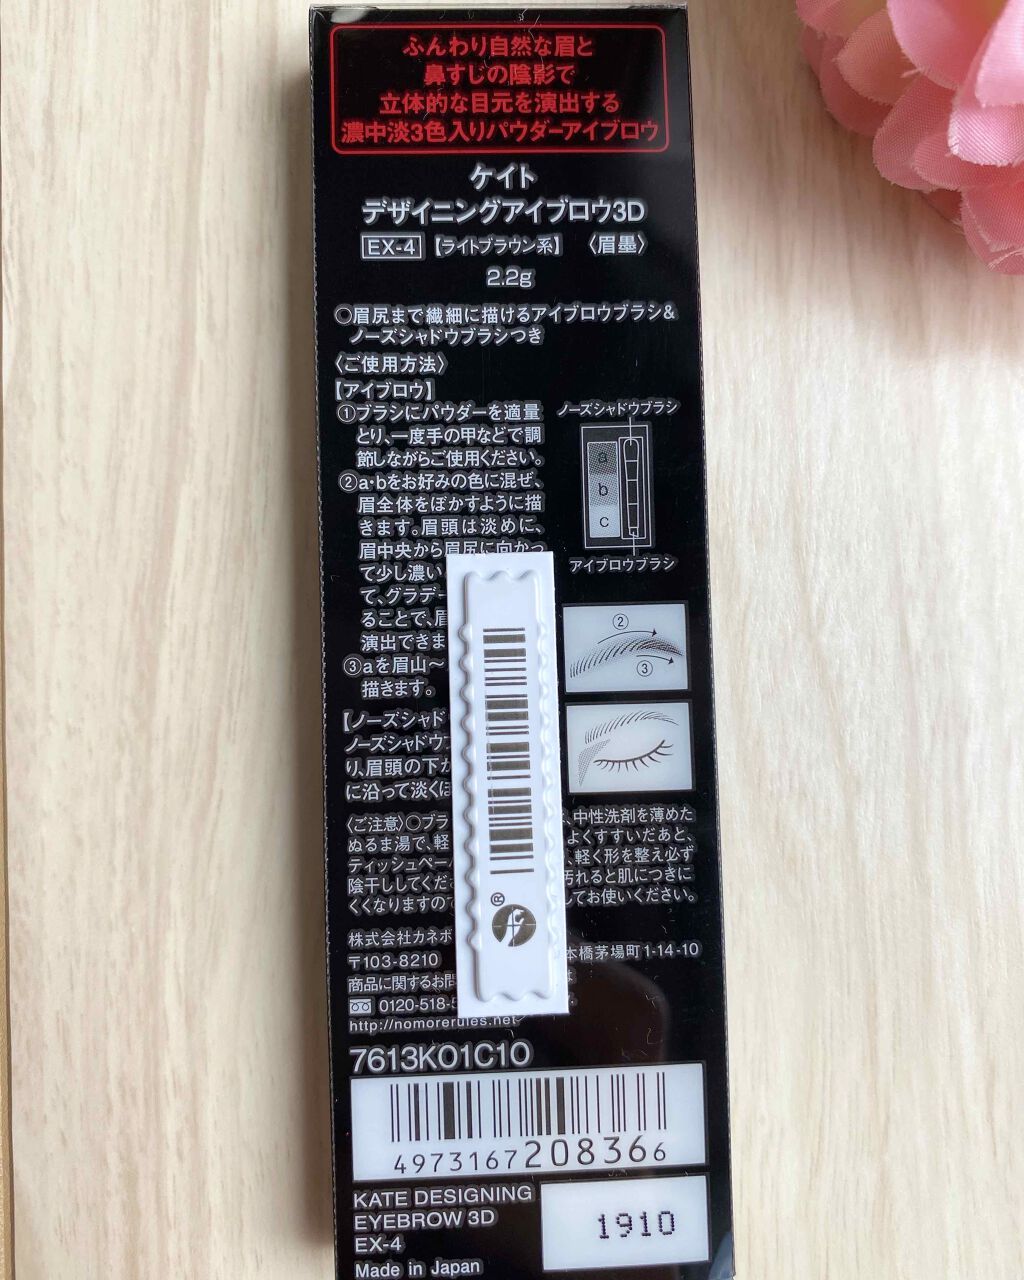 ふんわり自然な眉と
鼻すじの陰影で
立体的な目元を演出する
濃中淡3色入りパウダーアイブロウ
ケイト
デザイニングアイブロウ3D
EX-4 【ライトブラウン系】 〈眉墨〉
2.2g
○眉尻まで繊細に描けるアイブロウブラシ&
ノーズシャドウブラシつき
〈ご使用方法〉
【アイブロウ】
①ブラシにパウダーを適量
とり、一度手の甲などで調
節しながらご使用ください。
②a・bをお好みの色に混ぜ、
眉全体をぼかすように描
きます。眉頭は淡めに、
眉中央から眉尻に向かっ
て少し濃い
て、グラデー
ることで、眉
演出できま
③aを眉山〜
描きます。
ノーズシャドウブラシ
a
b
c
アイブロウブラシ
②
③
【ノーズシャド
ノーズシャドウブ
り、眉頭の下か
に沿って淡くぼ
〈ご注意〉○ブラ 、中性洗剤を薄めた
ぬるま湯で、軽 よくすすいだあと、
ティッシュペー 、軽く形を整え必ず
陰干ししてくだ 汚れると肌につきに
くくなりますので してお使いください。
株式会社カネボ
〒103-8210 本橋茅場町1-14-10
商品に関するお問 は
0120-518-5
http://nomorerules.net
®
7613K01C10
4973167208366
KATE DESIGNING
EYEBROW 3D
EX-4
Made in Japan
1910